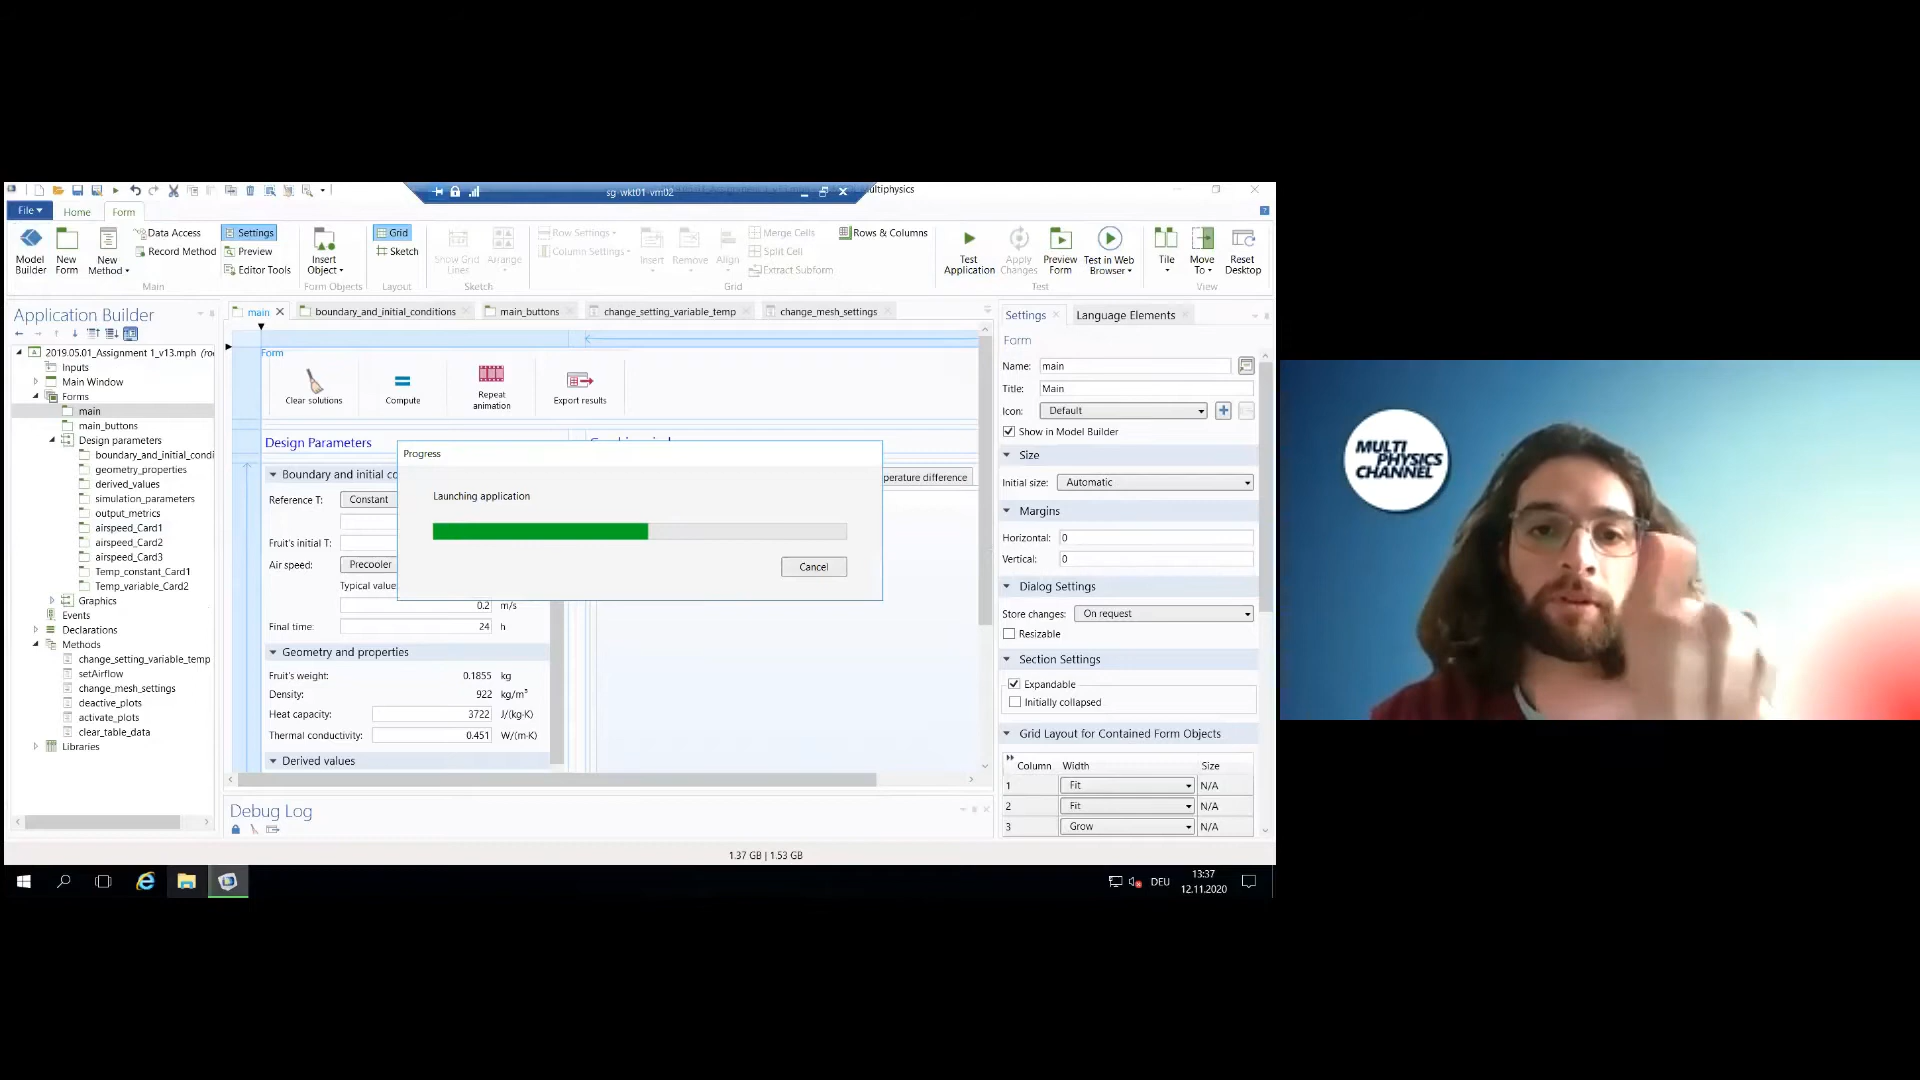 sg-wkt01-vm02
Multiphysics
File
Home
Form
Model Builder
New Form
New Method
Data Access
Record Method
Settings
Preview
Editor Tools
Main
Insert Object
Form Objects
Grid
Sketch
Layout
Show Grid Lines
Arrange
Sketch
Row Settings
Column Settings
Insert
Remove
Align
Merge Cells
Split Cell
Extract Subform
Rows & Columns
Grid
Test Application
Apply Changes
Preview Form
Test in Web Browser
Test
Tile
Move To
Reset Desktop
View
Application Builder
2019.05.01_Assignment 1_v13.mph
Inputs
Main Window
Forms
main
main_buttons
Design parameters
boundary_and_initial_condi
geometry_properties
derived_values
simulation_parameters
output_metrics
airspeed_Card1
airspeed_Card2
airspeed_Card3
Temp_constant_Card1
Temp_variable_Card2
Graphics
Events
Declarations
Methods
change_setting_variable_temp
setAirflow
change_mesh_settings
deactive_plots
activate_plots
clear_table_data
Libraries
main
boundary_and_initial_conditions
main_buttons
change_setting_variable_temp
change_mesh_settings
Form
Clear solutions
Compute
Repeat animation
Export results
Design Parameters
Boundary and initial co
Reference T: Constant
Fruit's initial T:
Air speed: Precooler
Typical value
0.2 m/s
Final time: 24 h
Geometry and properties
Fruit's weight: 0.1855 kg
Density: 922 kg/m³
Heat capacity: 3722 J/(kg·K)
Thermal conductivity: 0.451 W/(m·K)
Derived values
perature difference
Progress
Launching application
Cancel
Debug Log
Settings
Language Elements
Form
Name: main
Title: Main
Icon: Default
Show in Model Builder
Size
Initial size: Automatic
Margins
Horizontal: 0
Vertical: 0
Dialog Settings
Store changes: On request
Resizable
Section Settings
Expandable
Initially collapsed
Grid Layout for Contained Form Objects
Column Width Size
1 Fit N/A
2 Fit N/A
3 Grow N/A
1.37 GB | 1.53 GB
DEU
13:37
12.11.2020
MULTI
PHYSICS
CHANNEL